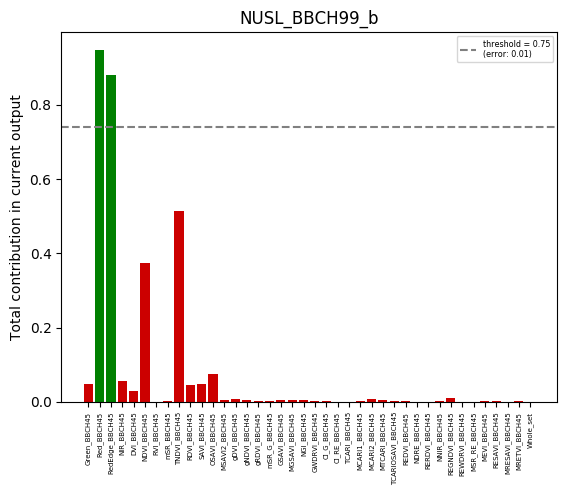 NUSL_BBCH99_b
threshold = 0.75
(error: 0.01)
Total contribution in current output
0.8
0.6
0.4
0.2
0.0
Green_BBCH45
Red_BBCH45
RedEdge_BBCH45
NIR_BBCH45
DVI_BBCH45
NDVI_BBCH45
RVI_BBCH45
mSR_BBCH45
TNDVI_BBCH45
RDVI_BBCH45
SAVI_BBCH45
OSAVI_BBCH45
MSAVI2_BBCH45
gDVI_BBCH45
gNDVI_BBCH45
gRDVI_BBCH45
mSR_G_BBCH45
GSAVI_BBCH45
MGSAVI_BBCH45
NGI_BBCH45
GWDRVI_BBCH45
CI_G_BBCH45
CI_RE_BBCH45
TCARI_BBCH45
MCARI1_BBCH45
MCARI2_BBCH45
MTCARI_BBCH45
TCARIOSAVI_BBCH45
REDVI_BBCH45
NDRE_BBCH45
RERDVI_BBCH45
NNIR_BBCH45
REGNDVI_BBCH45
REWDRVI_BBCH45
MSR_RE_BBCH45
MEVI_BBCH45
RESAVI_BBCH45
MRESAVI_BBCH45
MRETVI_BBCH45
Whole_set